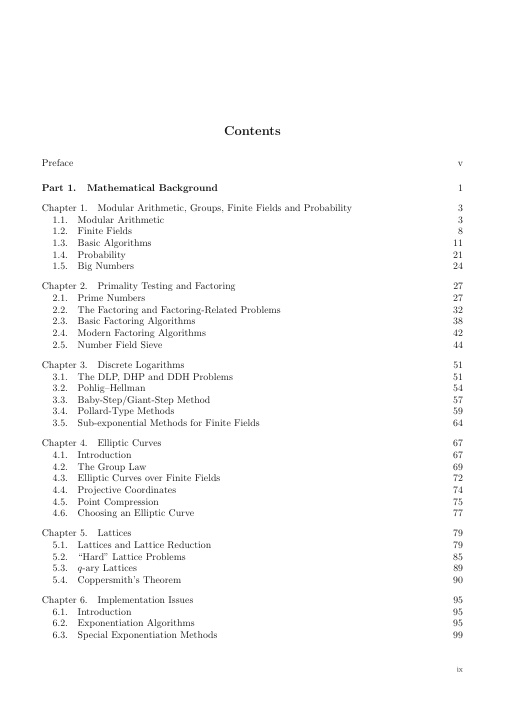 Contents
Preface v
Part 1. Mathematical Background 1
Chapter 1. Modular Arithmetic, Groups, Finite Fields and Probability 3
1.1. Modular Arithmetic 3
1.2. Finite Fields 8
1.3. Basic Algorithms 11
1.4. Probability 21
1.5. Big Numbers 24
Chapter 2. Primality Testing and Factoring 27
2.1. Prime Numbers 27
2.2. The Factoring and Factoring-Related Problems 32
2.3. Basic Factoring Algorithms 38
2.4. Modern Factoring Algorithms 42
2.5. Number Field Sieve 44
Chapter 3. Discrete Logarithms 51
3.1. The DLP, DHP and DDH Problems 51
3.2. Pohlig–Hellman 54
3.3. Baby-Step/Giant-Step Method 57
3.4. Pollard-Type Methods 59
3.5. Sub-exponential Methods for Finite Fields 64
Chapter 4. Elliptic Curves 67
4.1. Introduction 67
4.2. The Group Law 69
4.3. Elliptic Curves over Finite Fields 72
4.4. Projective Coordinates 74
4.5. Point Compression 75
4.6. Choosing an Elliptic Curve 77
Chapter 5. Lattices 79
5.1. Lattices and Lattice Reduction 79
5.2. “Hard” Lattice Problems 85
5.3. q-ary Lattices 89
5.4. Coppersmith's Theorem 90
Chapter 6. Implementation Issues 95
6.1. Introduction 95
6.2. Exponentiation Algorithms 95
6.3. Special Exponentiation Methods 99
ix